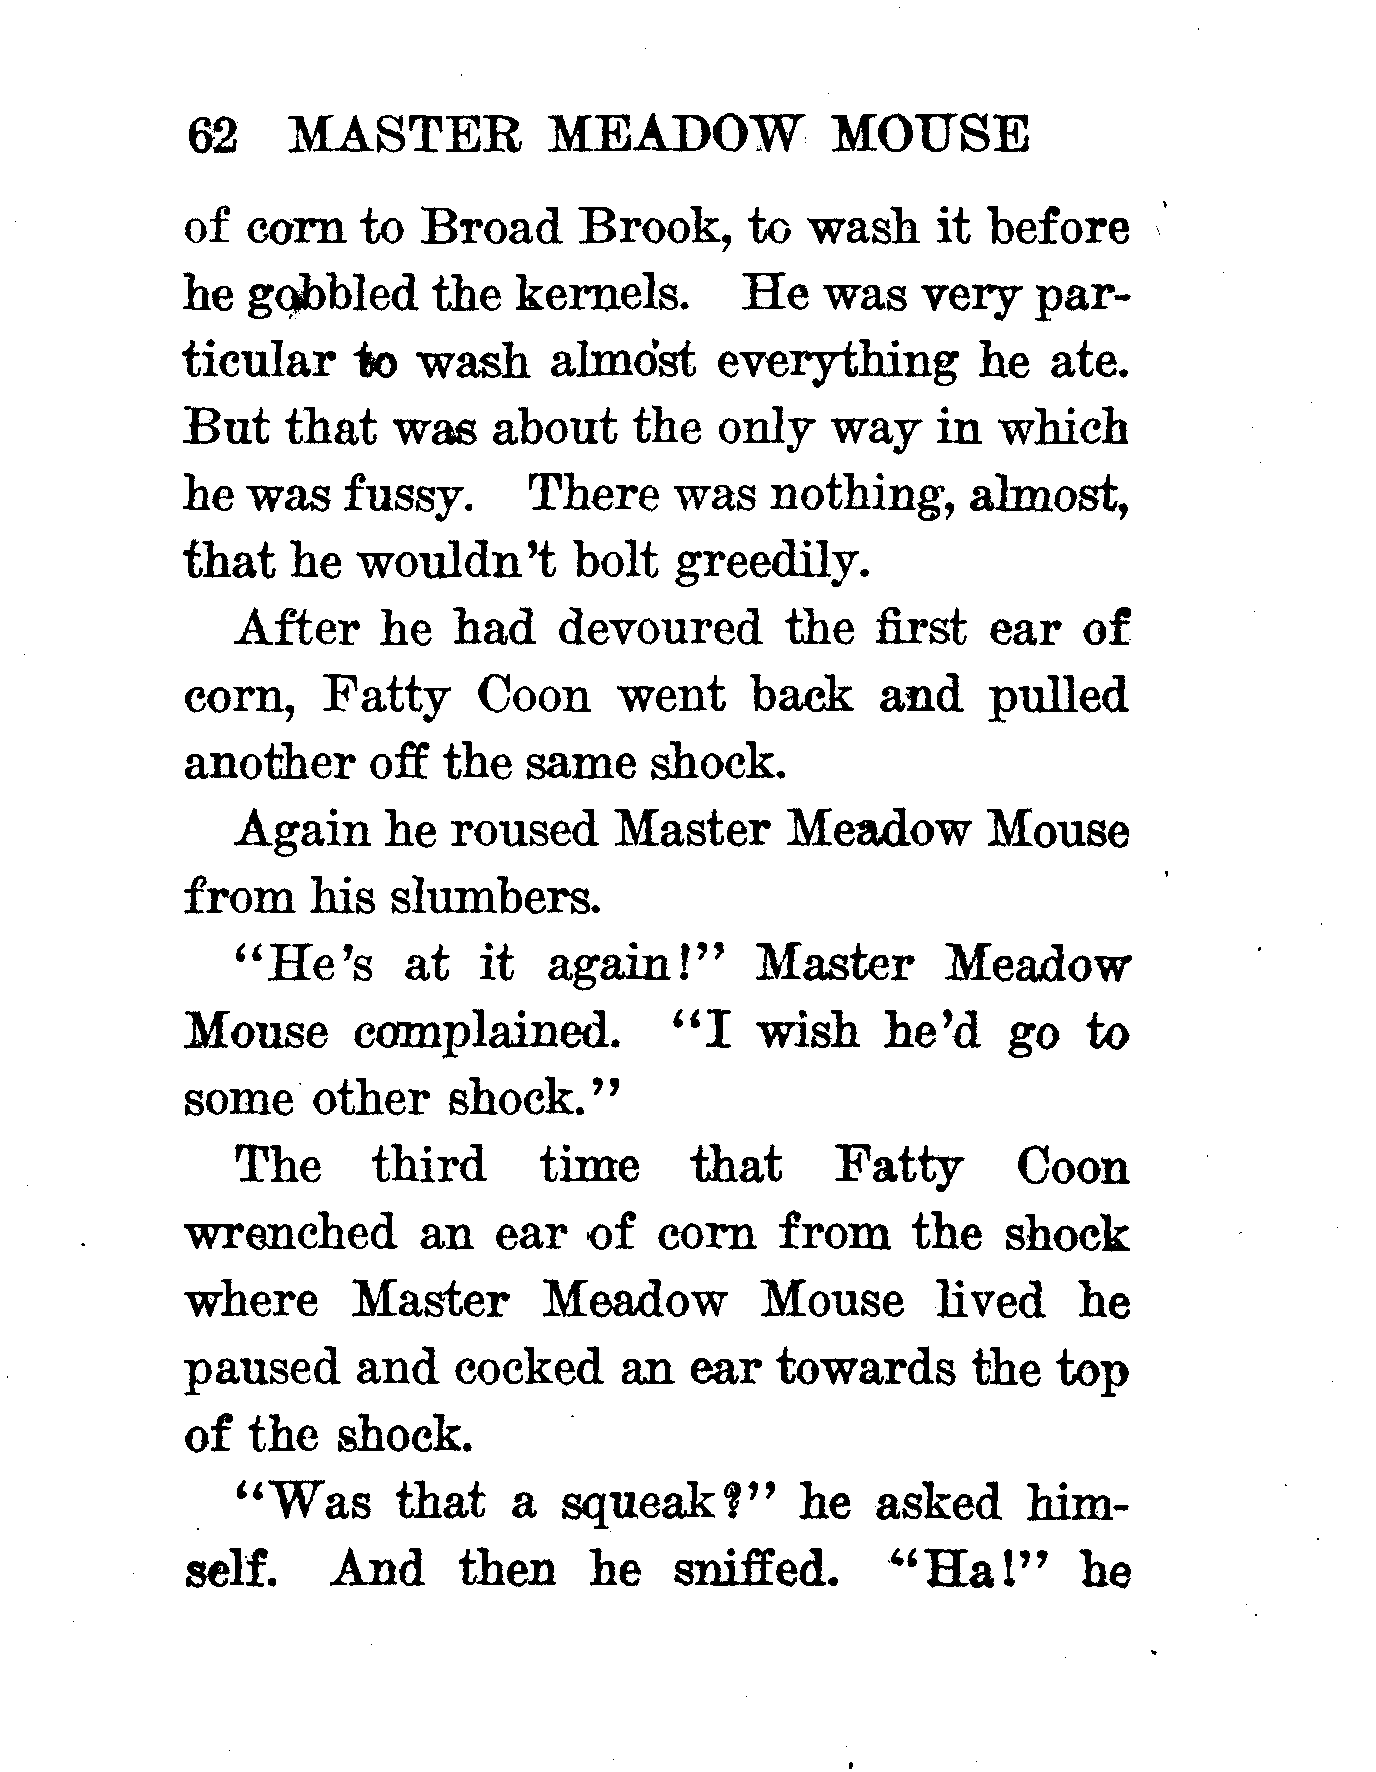 62 MASTER MEADOW MOUSE
of corn to Broad Brook, to wash it before
he gobbled the kernels. He was very par-
ticular to wash almost everything he ate.
But that was about the only way in which
he was fussy. There was nothing, almost,
that he wouldn't bolt greedily.
After he had devoured the first ear of
corn, Fatty Coon went back and pulled
another off the same shock.
Again he roused Master Meadow Mouse
from his slumbers.
"He's at it again!" Master Meadow
Mouse complained. "I wish he'd go to
some other shock."
The third time that Fatty Coon
wrenched an ear of corn from the shock
where Master Meadow Mouse lived he
paused and cocked an ear towards the top
of the shock.
"Was that a squeak?" he asked him-
self. And then he sniffed. "Ha!" he